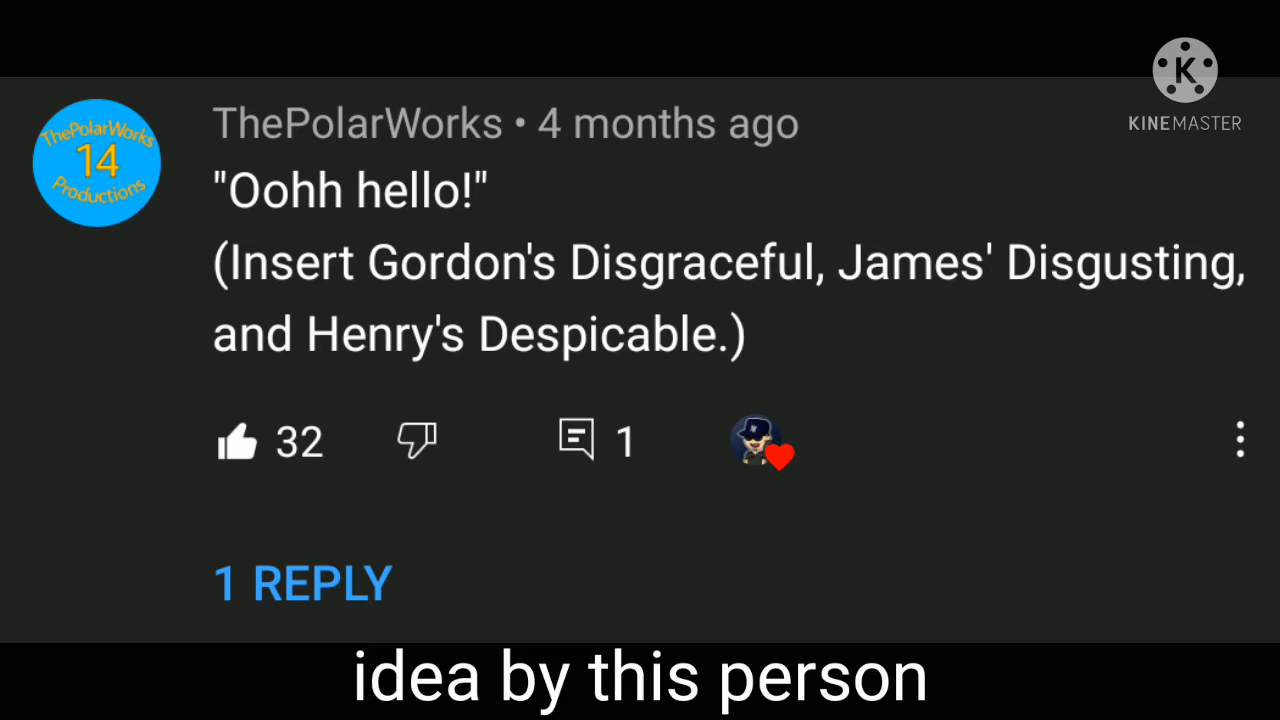 K
KINEMASTER
ThePolarWorks
14
Productions
ThePolarWorks • 4 months ago
"Oohh hello!"
(Insert Gordon's Disgraceful, James' Disgusting,
and Henry's Despicable.)
32
1
1 REPLY
idea by this person